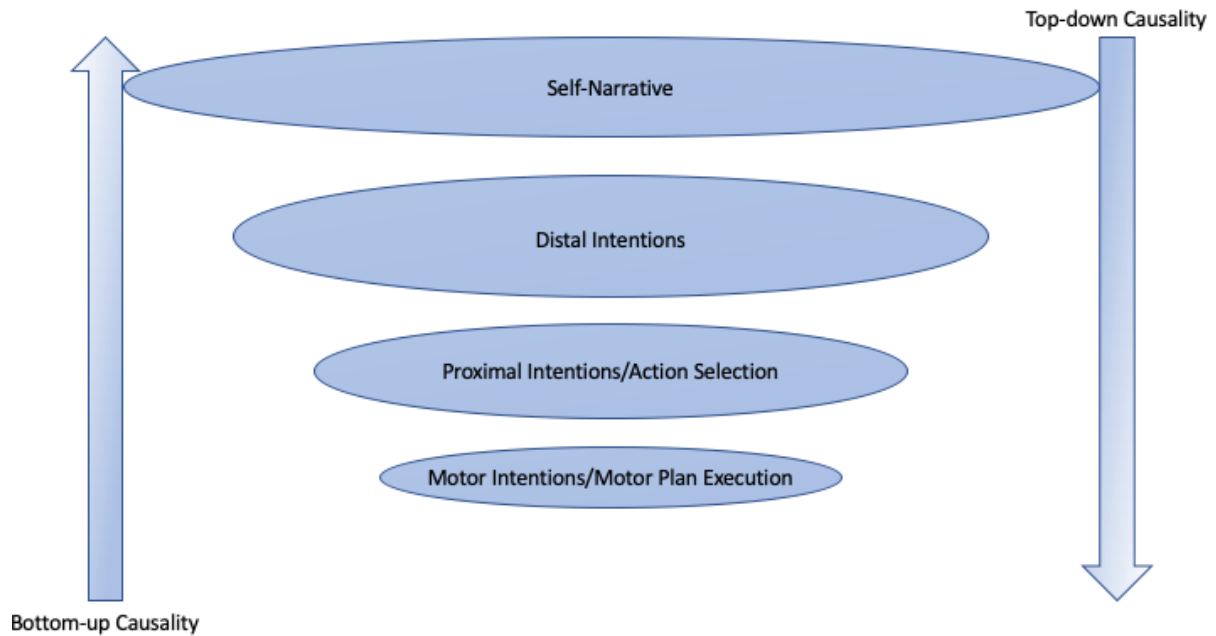 Top-down Causality
Self-Narrative
Distal Intentions
Proximal Intentions/Action Selection
Motor Intentions/Motor Plan Execution
Bottom-up Causality